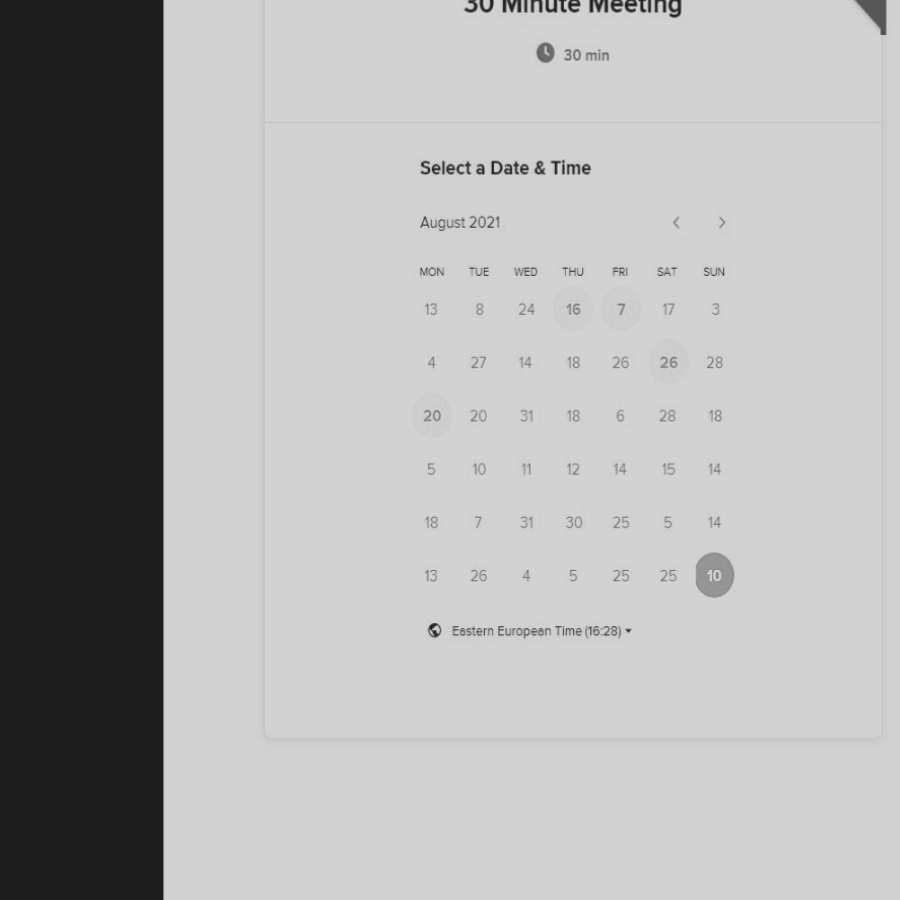 30 Minute Meeting
30 min
Select a Date & Time
August 2021
MON TUE WED THU FRI SAT SUN
13 8 24 16 7 17 3
4 27 14 18 26 26 28
20 20 31 18 6 28 18
5 10 11 12 14 15 14
18 7 31 30 25 5 14
13 26 4 5 25 25 10
Eastern European Time (16:28)